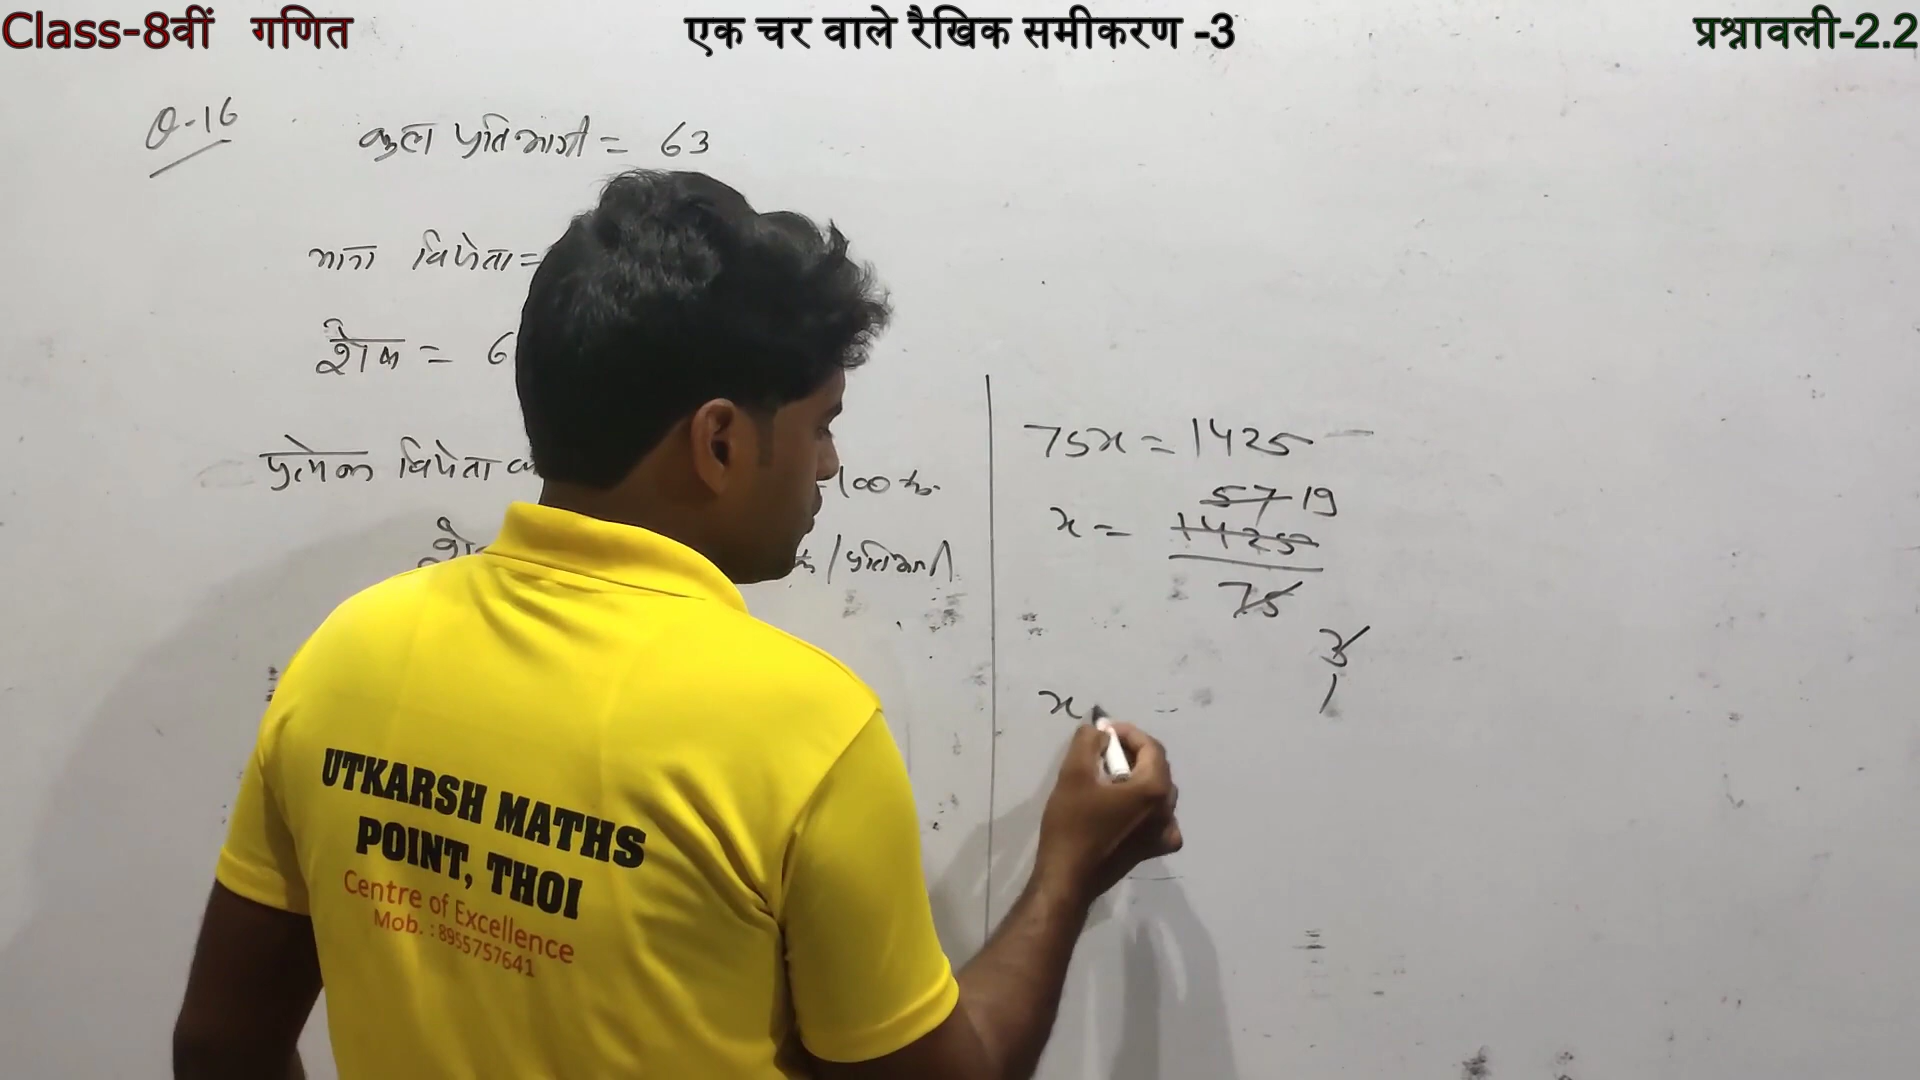 Class-8वीं गणित
एक चर वाले रैखिक समीकरण -3
प्रश्नावली-2.2
Q-16
कुल प्रतिभागी = 63
माना विजेता =
शेष = 6
प्रत्येक विजेता
100 रु.
/ प्रतिभागी
75x = 1425
57 19
x = 1425
75
3
1
x
UTKARSH MATHS
POINT, THOI
Centre of Excellence
Mob. : 8955757641